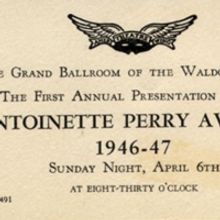 E GRAND BALLROOM OF THE WALDO
THE FIRST ANNUAL PRESENTATION
NTOINETTE PERRY AW
1946-47
SUNDAY NIGHT, APRIL 6TH
AT EIGHT-THIRTY O'CLOCK
491